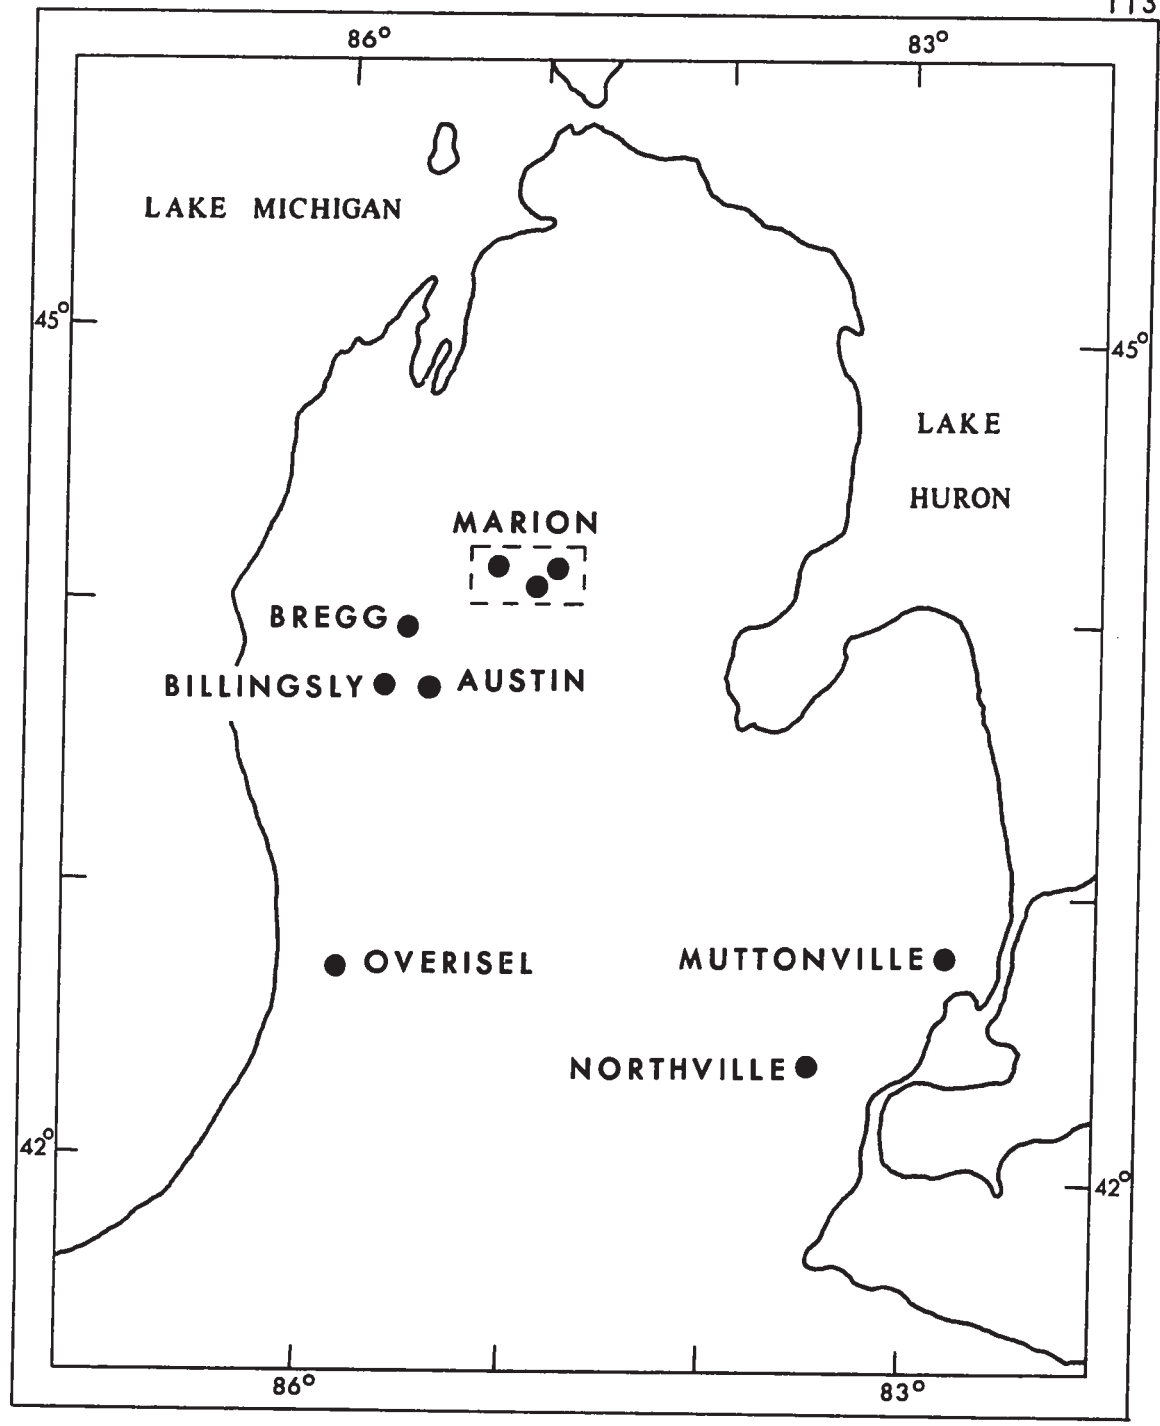 113
86° 83°
LAKE MICHIGAN
45°
45°
LAKE
HURON
MARION
BREGG
BILLINGSLY AUSTIN
OVERISEL MUTTONVILLE
NORTHVILLE
42°
42°
86° 83°